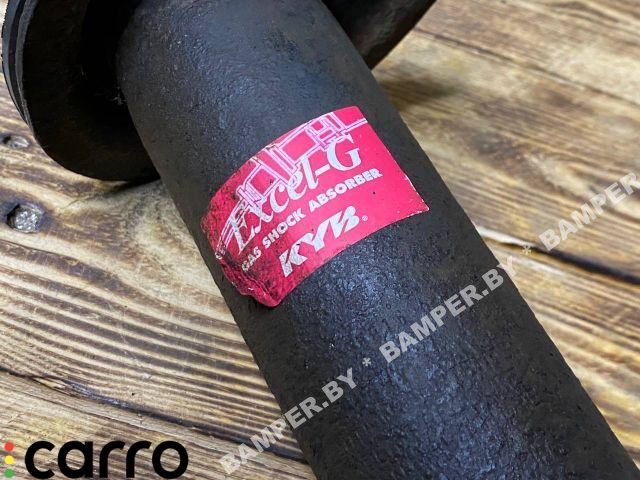 Excel-G
GAS SHOCK ABSORBER
KYB®
BAMPER.BY * BAMPER.BY * BAMPER
carro